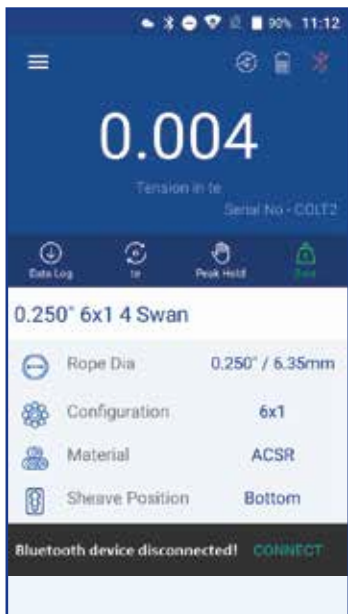 90% 11:12
0.004
Tension in te
Serial No - COLT2
Data Log te Peak Hold Zero
0.250" 6x1 4 Swan
Rope Dia 0.250" / 6.35mm
Configuration 6x1
Material ACSR
Sheave Position Bottom
Bluetooth device disconnected! CONNECT